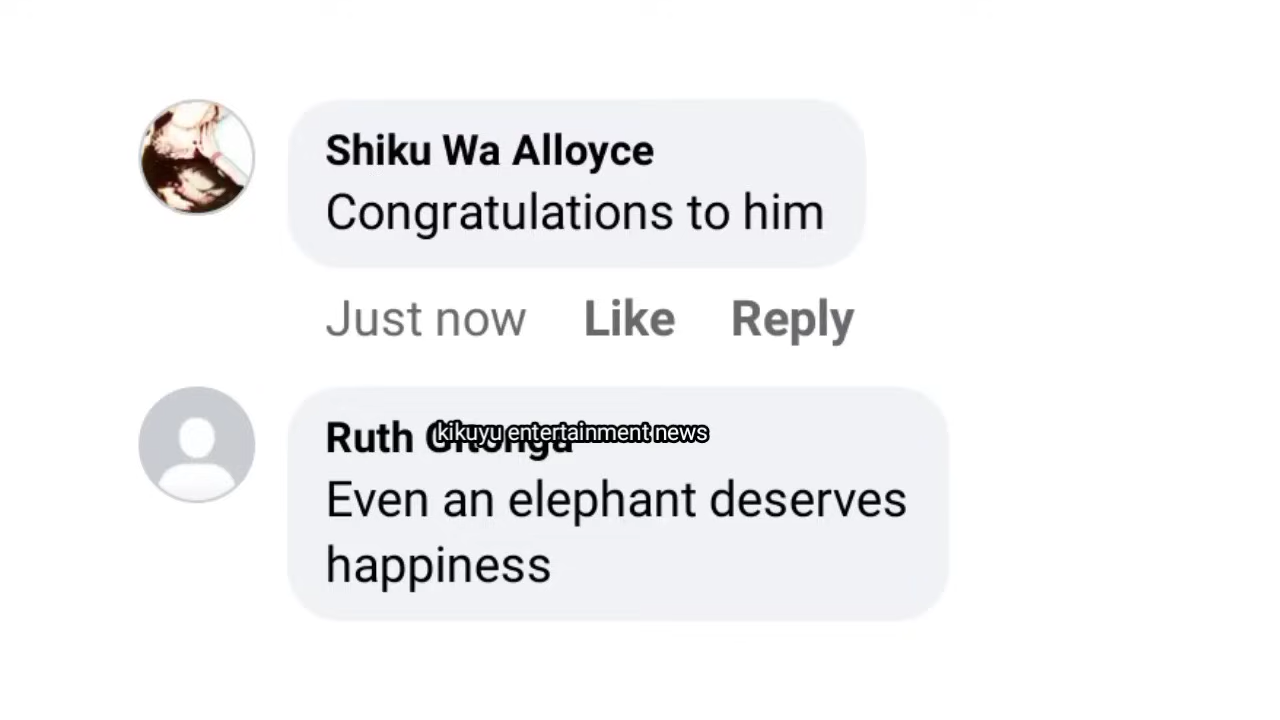 Shiku Wa Alloyce
Congratulations to him
Just now Like Reply
Ruth Gitonga
kikuyu entertainment news
Even an elephant deserves
happiness